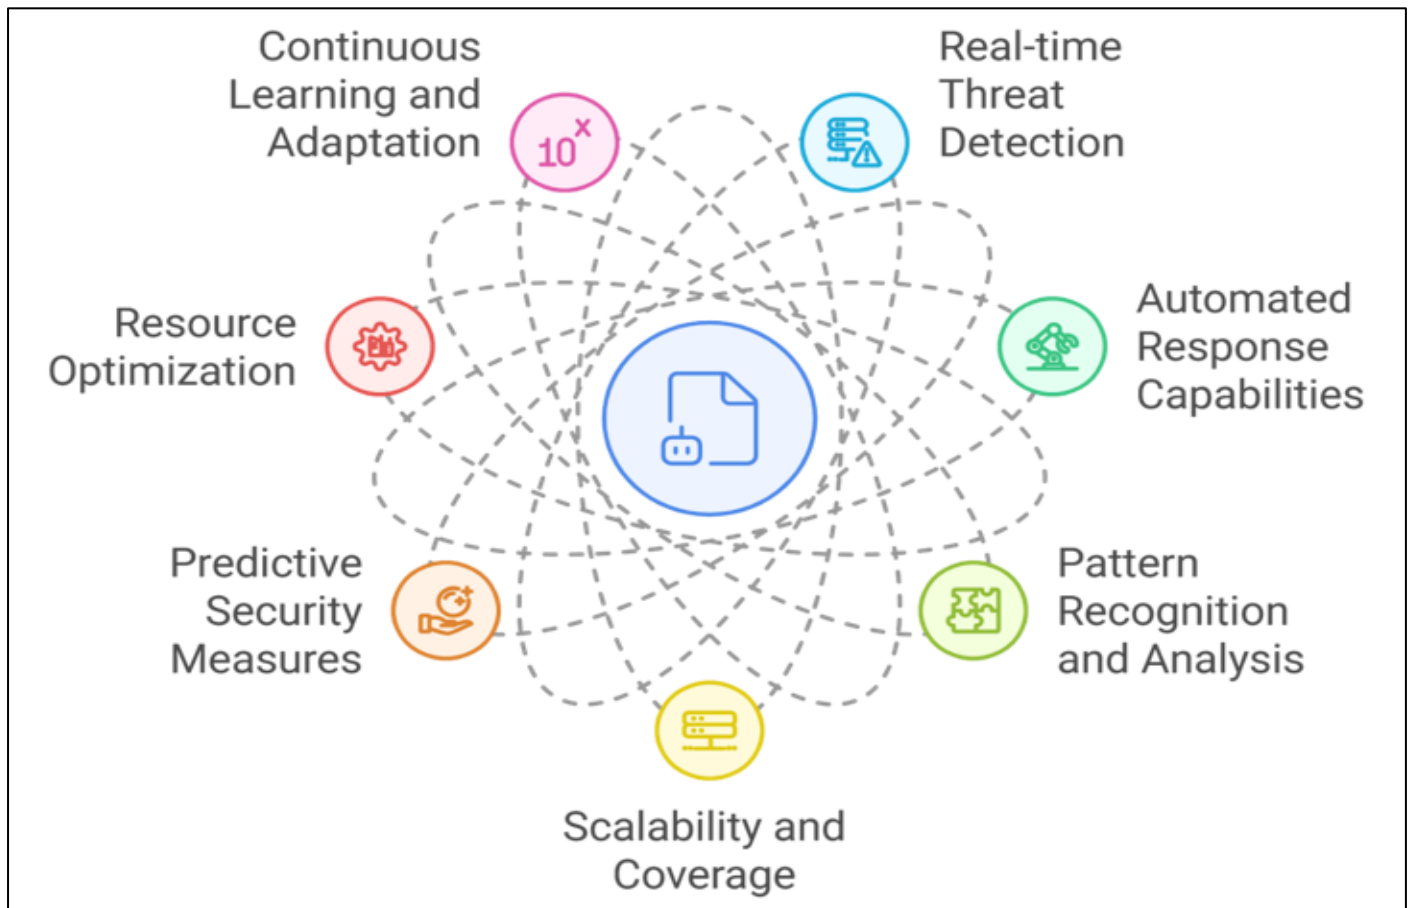 Continuous
Learning and
Adaptation
10x
Real-time
Threat
Detection
Resource
Optimization
Automated
Response
Capabilities
Predictive
Security
Measures
Pattern
Recognition
and Analysis
Scalability and
Coverage